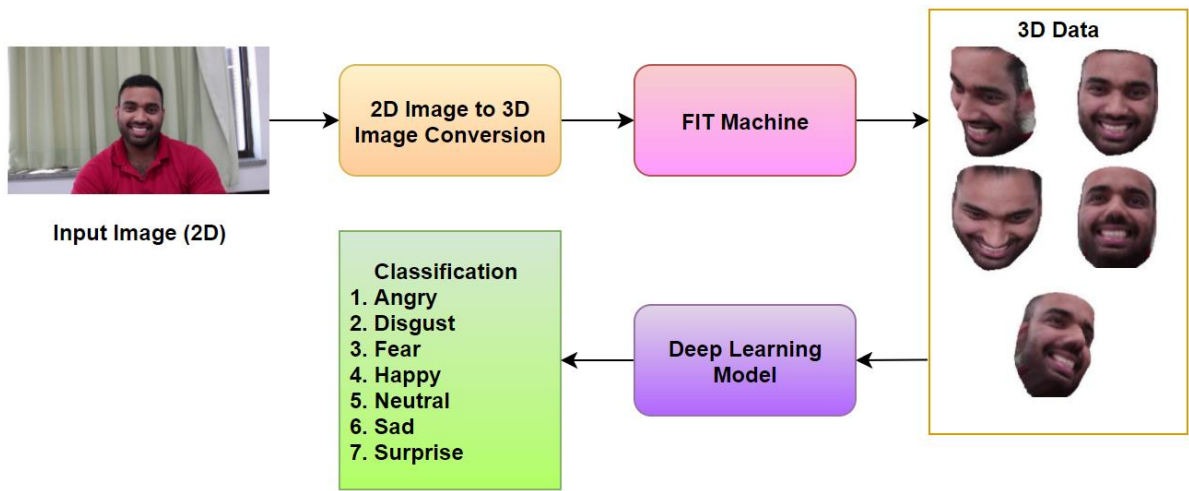 3D Data
2D Image to 3D
Image Conversion
FIT Machine
Input Image (2D)
Classification
1. Angry
2. Disgust
3. Fear
4. Happy
5. Neutral
6. Sad
7. Surprise
Deep Learning
Model